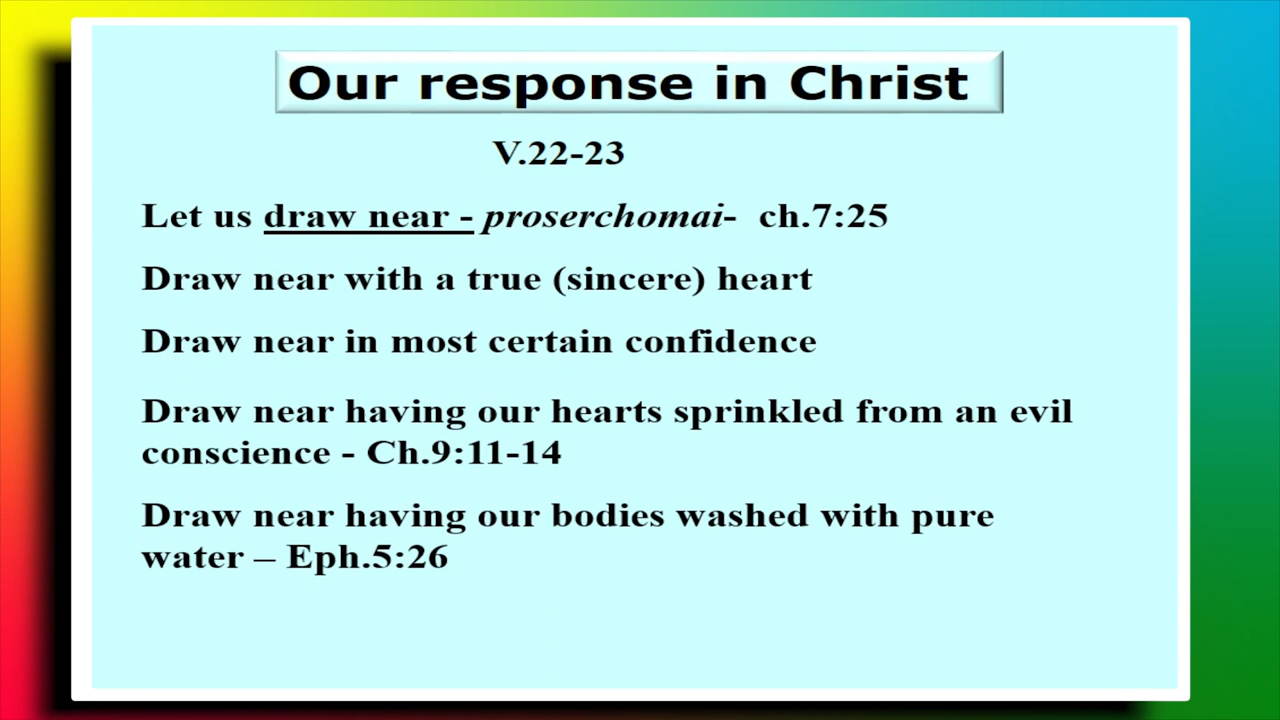 Our response in Christ
V.22-23
Let us draw near - proserchomai-  ch.7:25
Draw near with a true (sincere) heart
Draw near in most certain confidence
Draw near having our hearts sprinkled from an evil
conscience - Ch.9:11-14
Draw near having our bodies washed with pure
water – Eph.5:26